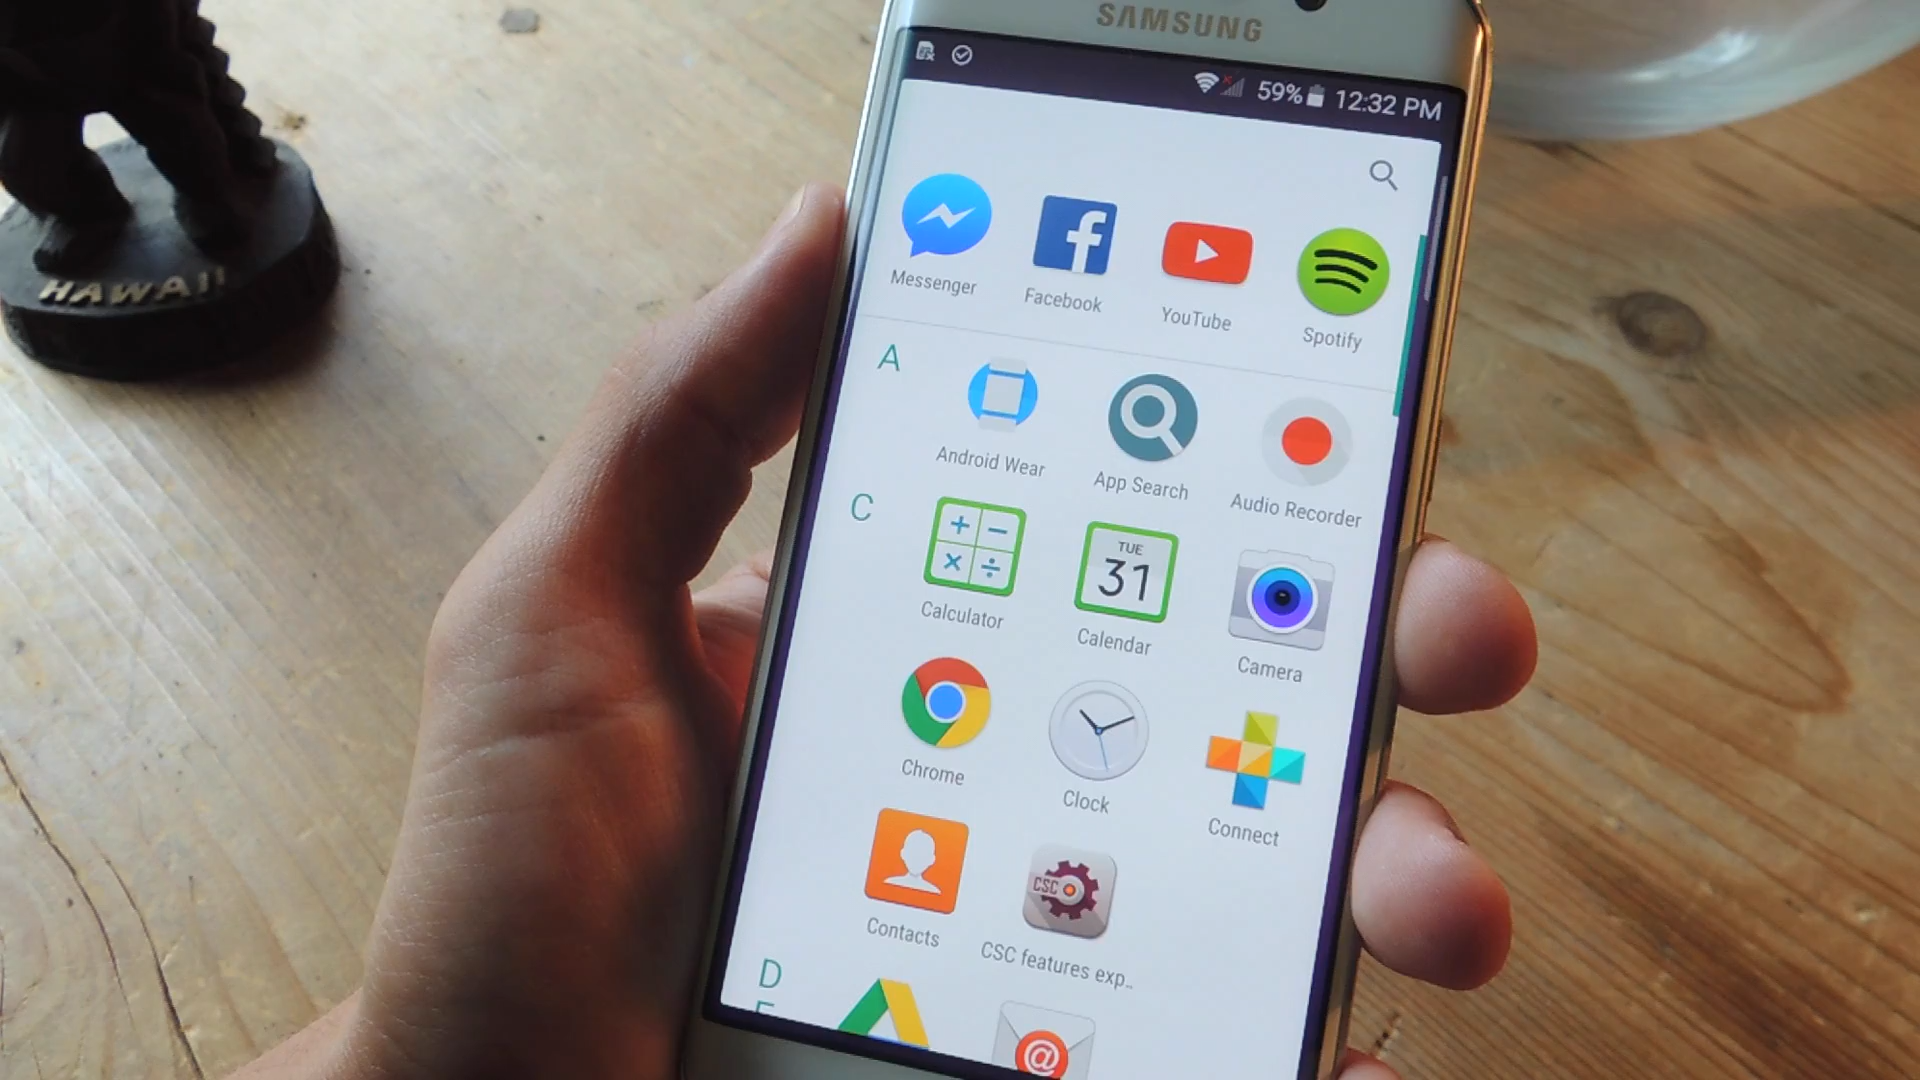 SAMSUNG
59% 12:32 PM
HAWAII
Messenger
Facebook
YouTube
Spotify
A
Android Wear
App Search
Audio Recorder
C
+ −
× ÷
Calculator
TUE
31
Calendar
Camera
Chrome
Clock
Connect
Contacts
CSC
CSC features exp..
D
E
@